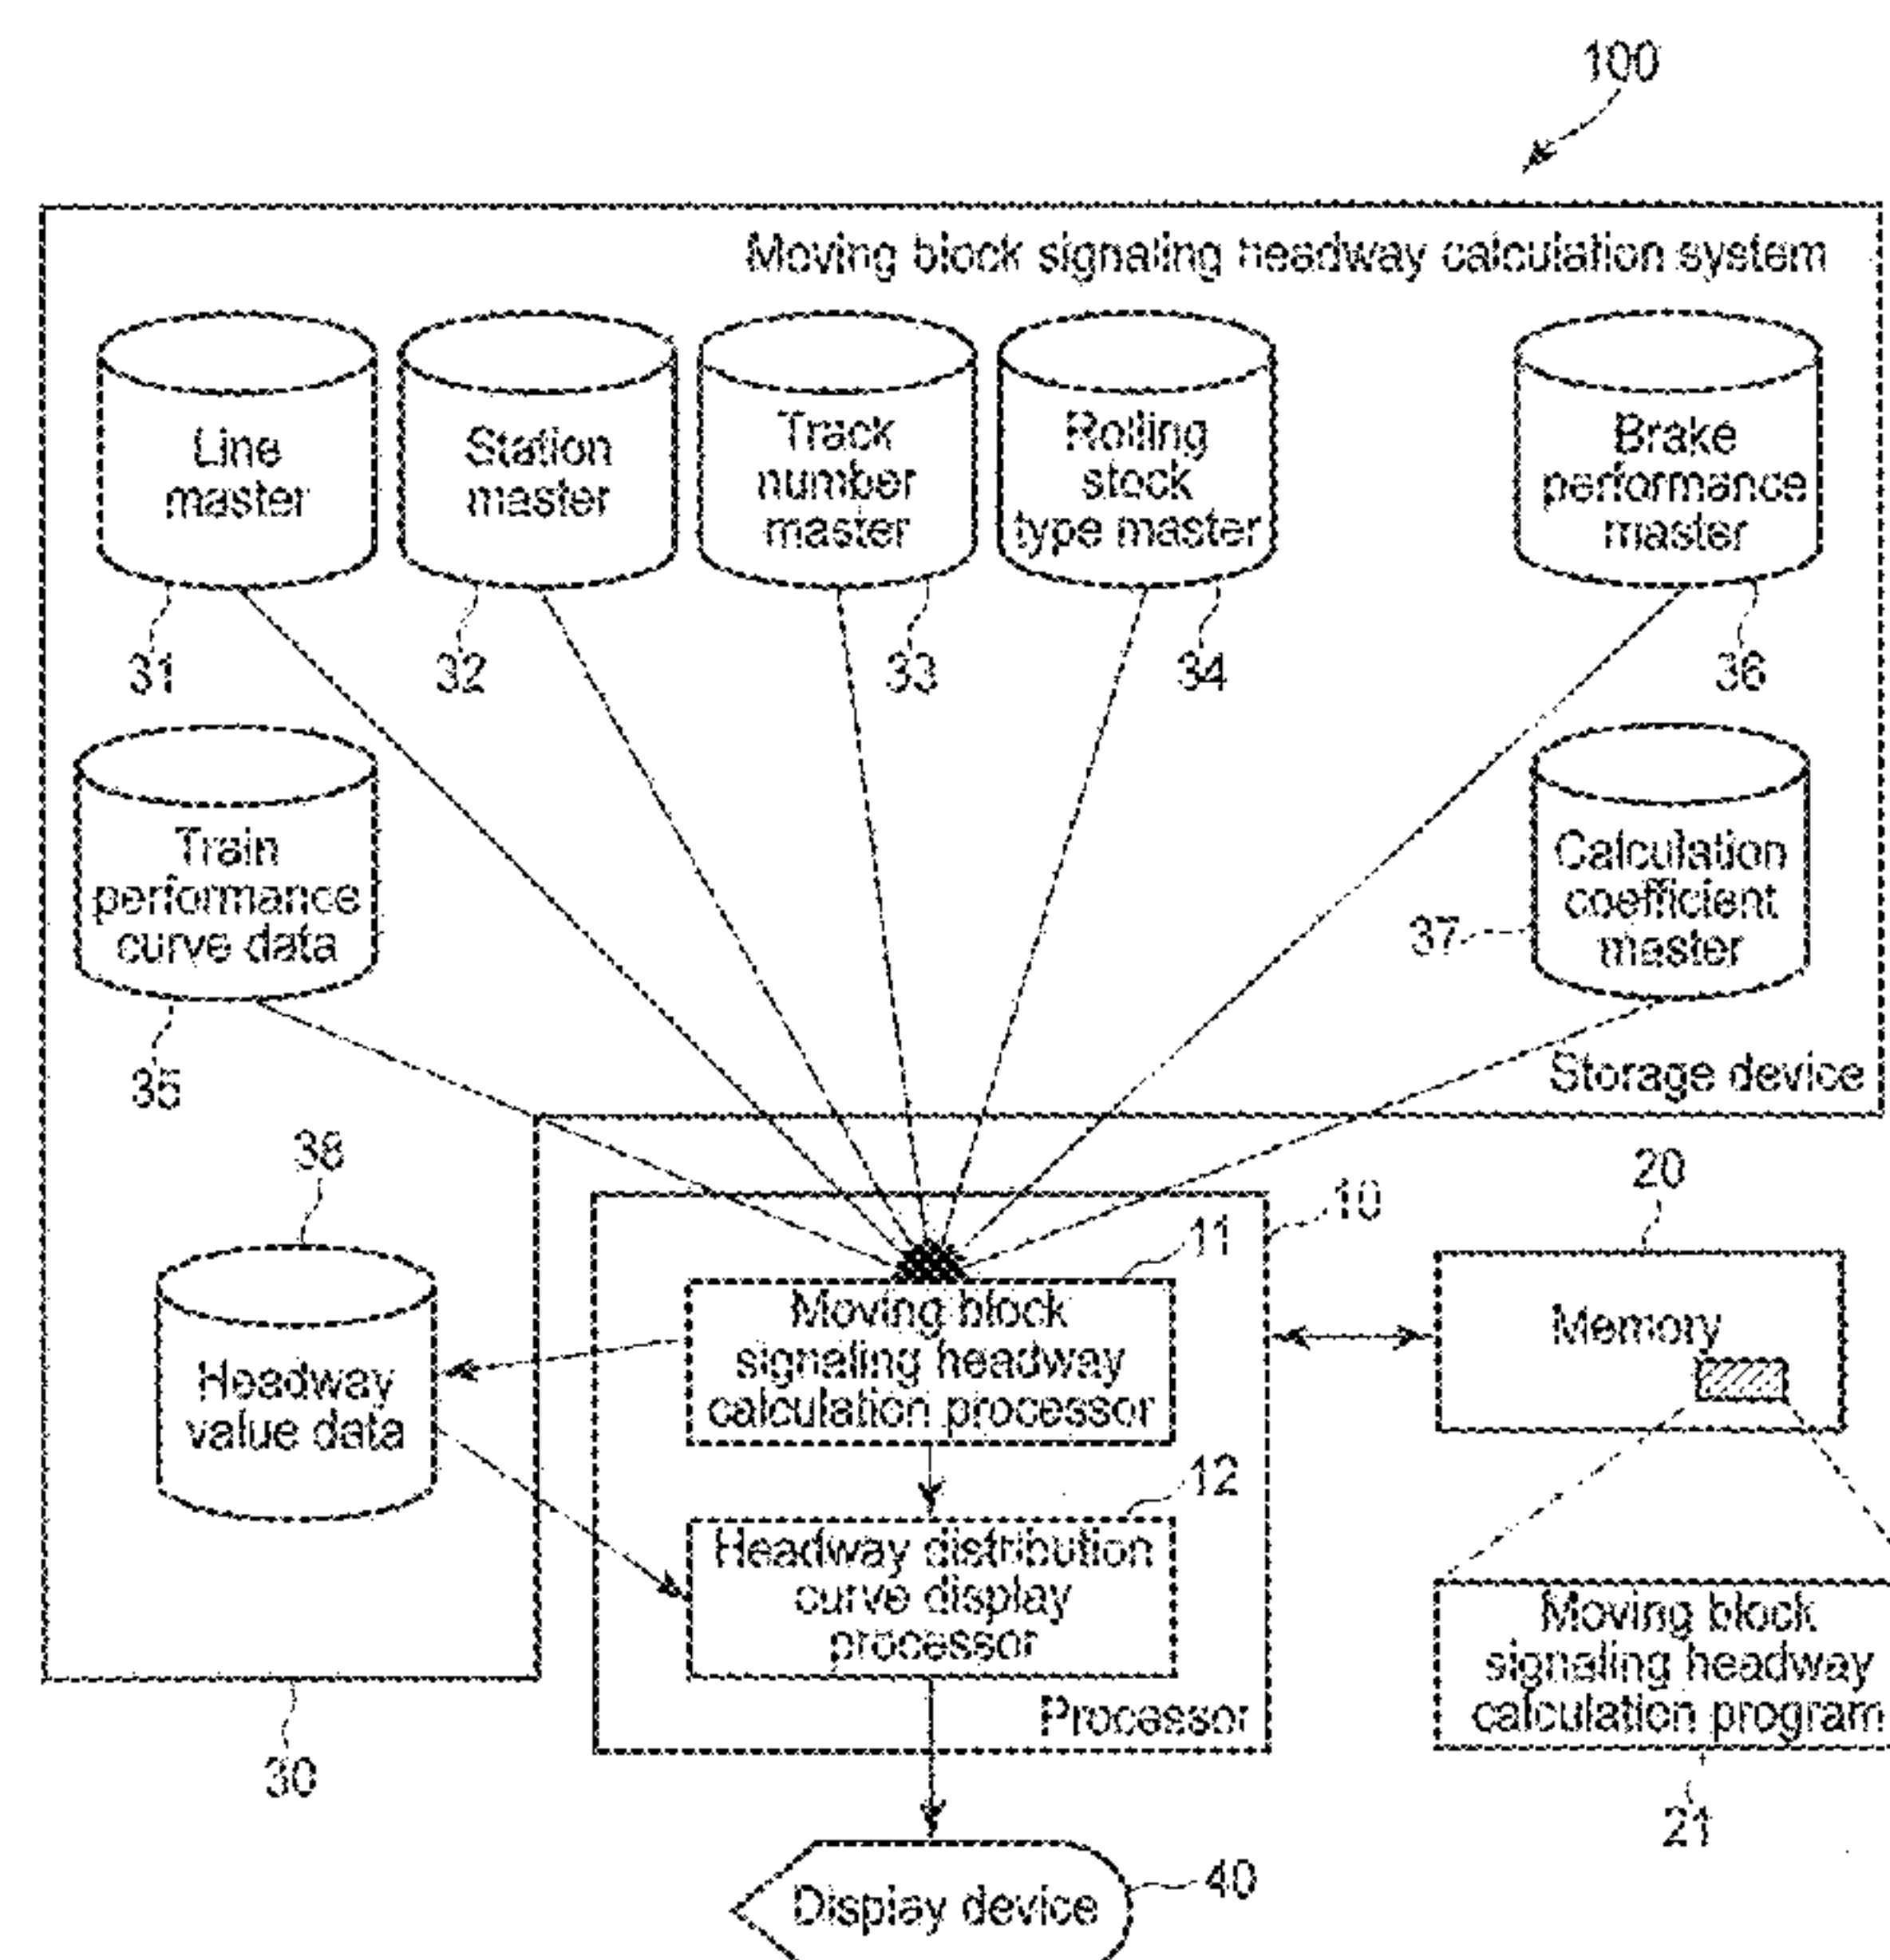 100
Moving block signaling headway calculation system
Line
master
Station
master
Track
number
master
Rolling
stock
type master
Brake
performance
master
31
32
33
34
36
Train
performance
curve data
Calculation
coefficient
master
37
35
Storage device
38
20
10
11
Headway
value data
Moving block
signaling headway
calculation processor
Memory
12
Headway distribution
curve display
processor
Processor
Moving block
signaling headway
calculation program
30
21
Display device
40